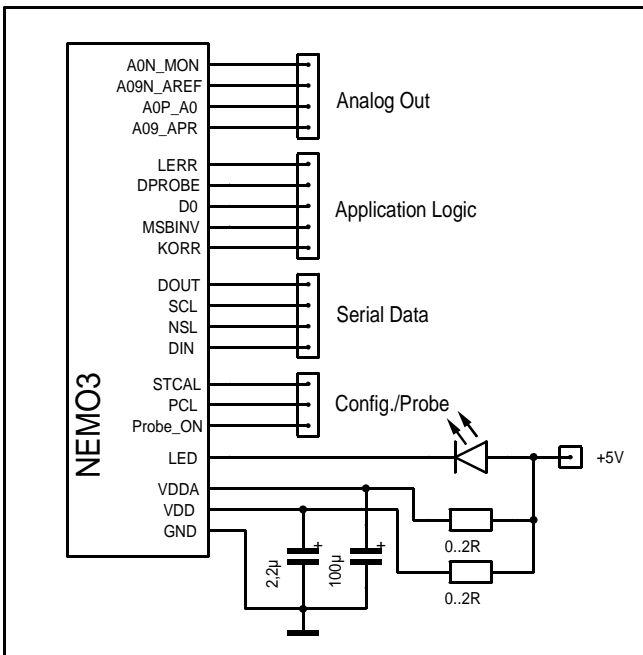 A0N_MON
A09N_AREF
A0P_A0
A09_APR
Analog Out
LERR
DPROBE
D0
MSBINV
KORR
Application Logic
DOUT
SCL
NSL
DIN
Serial Data
STCAL
PCL
Probe_ON
Config./Probe
LED
+5V
VDDA
VDD
GND
NEMO3
0..2R
0..2R
2,2µ
+
100µ
+